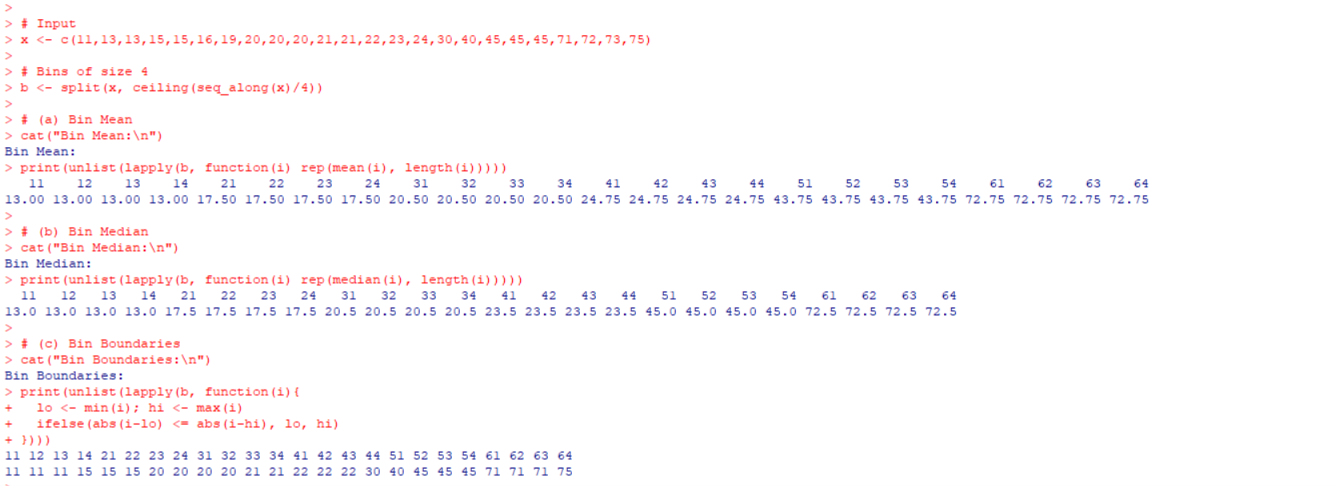 >
> # Input
> x <- c(11,13,13,15,15,16,19,20,20,20,21,21,22,23,24,30,40,45,45,45,71,72,73,75)
>
> # Bins of size 4
> b <- split(x, ceiling(seq_along(x)/4))
>
> # (a) Bin Mean
> cat("Bin Mean:\n")
Bin Mean:
> print(unlist(lapply(b, function(i) rep(mean(i), length(i)))))
11 12 13 14 21 22 23 24 31 32 33 34 41 42 43 44 51 52 53 54 61 62 63 64
13.00 13.00 13.00 13.00 17.50 17.50 17.50 17.50 20.50 20.50 20.50 20.50 24.75 24.75 24.75 24.75 43.75 43.75 43.75 43.75 72.75 72.75 72.75 72.75
>
> # (b) Bin Median
> cat("Bin Median:\n")
Bin Median:
> print(unlist(lapply(b, function(i) rep(median(i), length(i)))))
11 12 13 14 21 22 23 24 31 32 33 34 41 42 43 44 51 52 53 54 61 62 63 64
13.0 13.0 13.0 13.0 17.5 17.5 17.5 17.5 20.5 20.5 20.5 20.5 23.5 23.5 23.5 23.5 45.0 45.0 45.0 45.0 72.5 72.5 72.5 72.5
>
> # (c) Bin Boundaries
> cat("Bin Boundaries:\n")
Bin Boundaries:
> print(unlist(lapply(b, function(i){
+ lo <- min(i); hi <- max(i)
+ ifelse(abs(i-lo) <= abs(i-hi), lo, hi)
+ })))
11 12 13 14 21 22 23 24 31 32 33 34 41 42 43 44 51 52 53 54 61 62 63 64
11 11 11 15 15 15 20 20 20 20 21 21 22 22 22 30 40 45 45 45 71 71 71 75